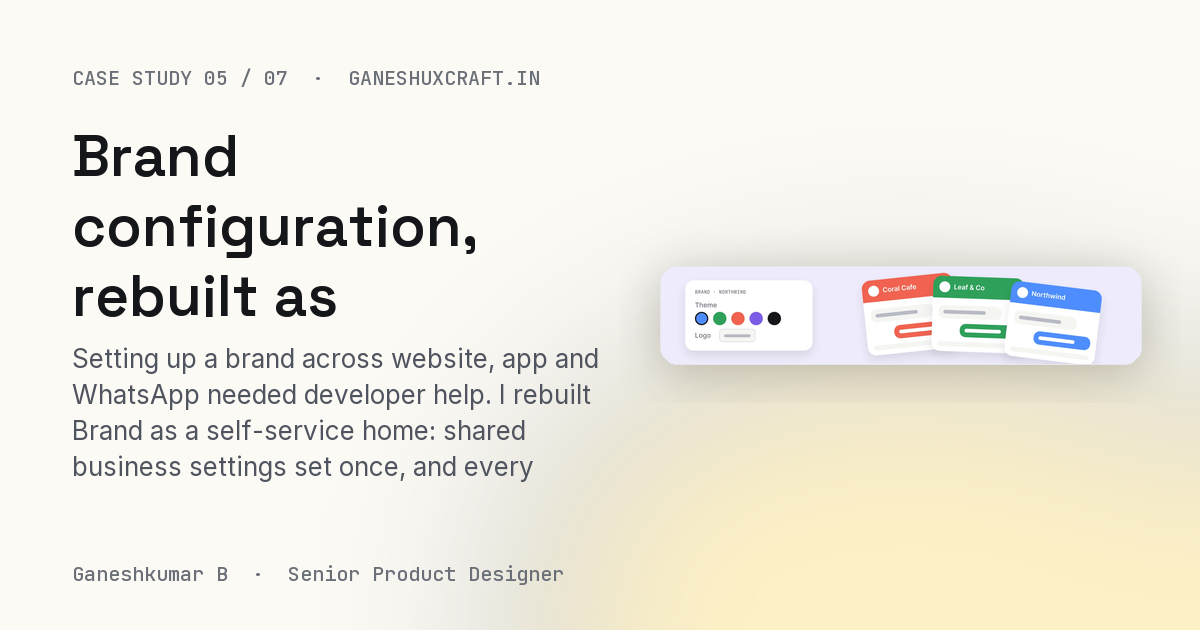 CASE STUDY 05 / 07 · GANESHUXCRAFT.IN
Brand
configuration,
rebuilt as
Setting up a brand across website, app and
WhatsApp needed developer help. I rebuilt
Brand as a self-service home: shared
business settings set once, and every
BRAND · NORTHWIND
Theme
Logo
Coral Cafe
Leaf & Co
Northwind
Ganeshkumar B · Senior Product Designer